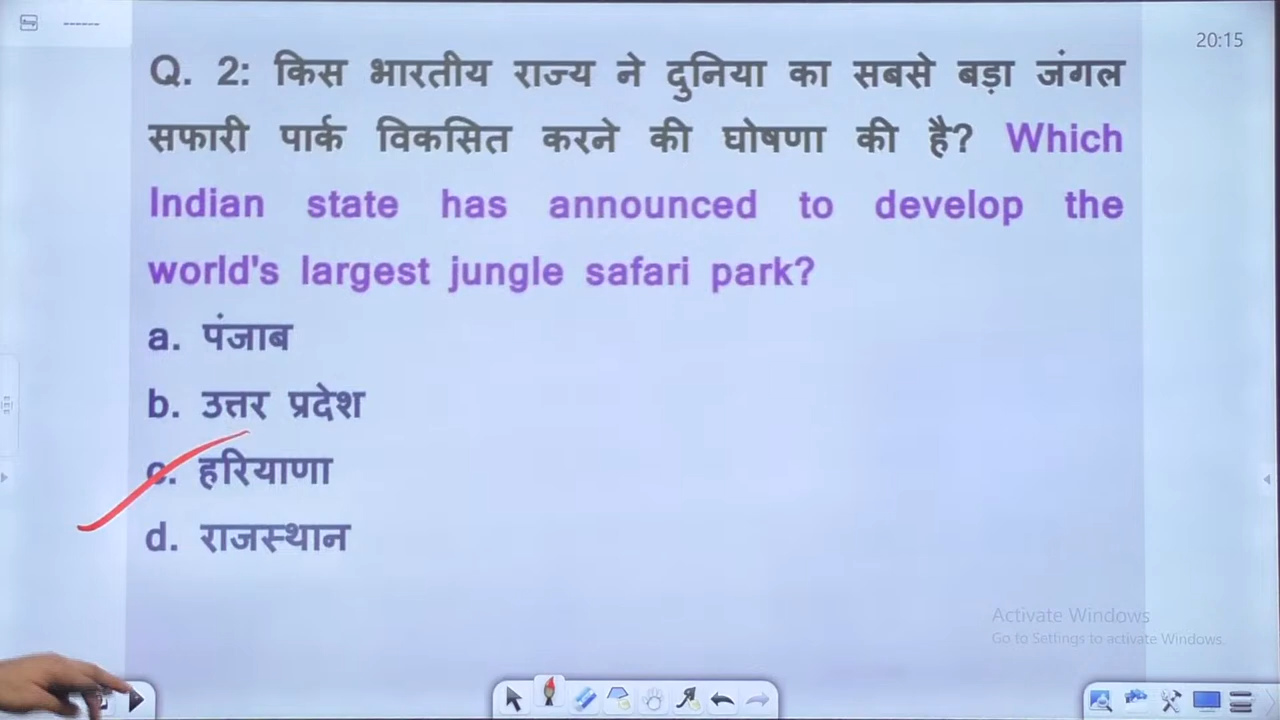 20:15
Q. 2: किस भारतीय राज्य ने दुनिया का सबसे बड़ा जंगल
सफारी पार्क विकसित करने की घोषणा की है? Which
Indian state has announced to develop the
world's largest jungle safari park?
a. पंजाब
b. उत्तर प्रदेश
c. हरियाणा
d. राजस्थान
Activate Windows
Go to Settings to activate Windows.